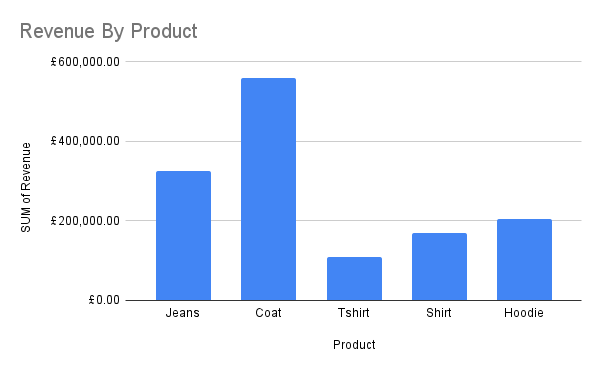 Revenue By Product
£600,000.00
£400,000.00
£200,000.00
£0.00
SUM of Revenue
Jeans Coat Tshirt Shirt Hoodie
Product